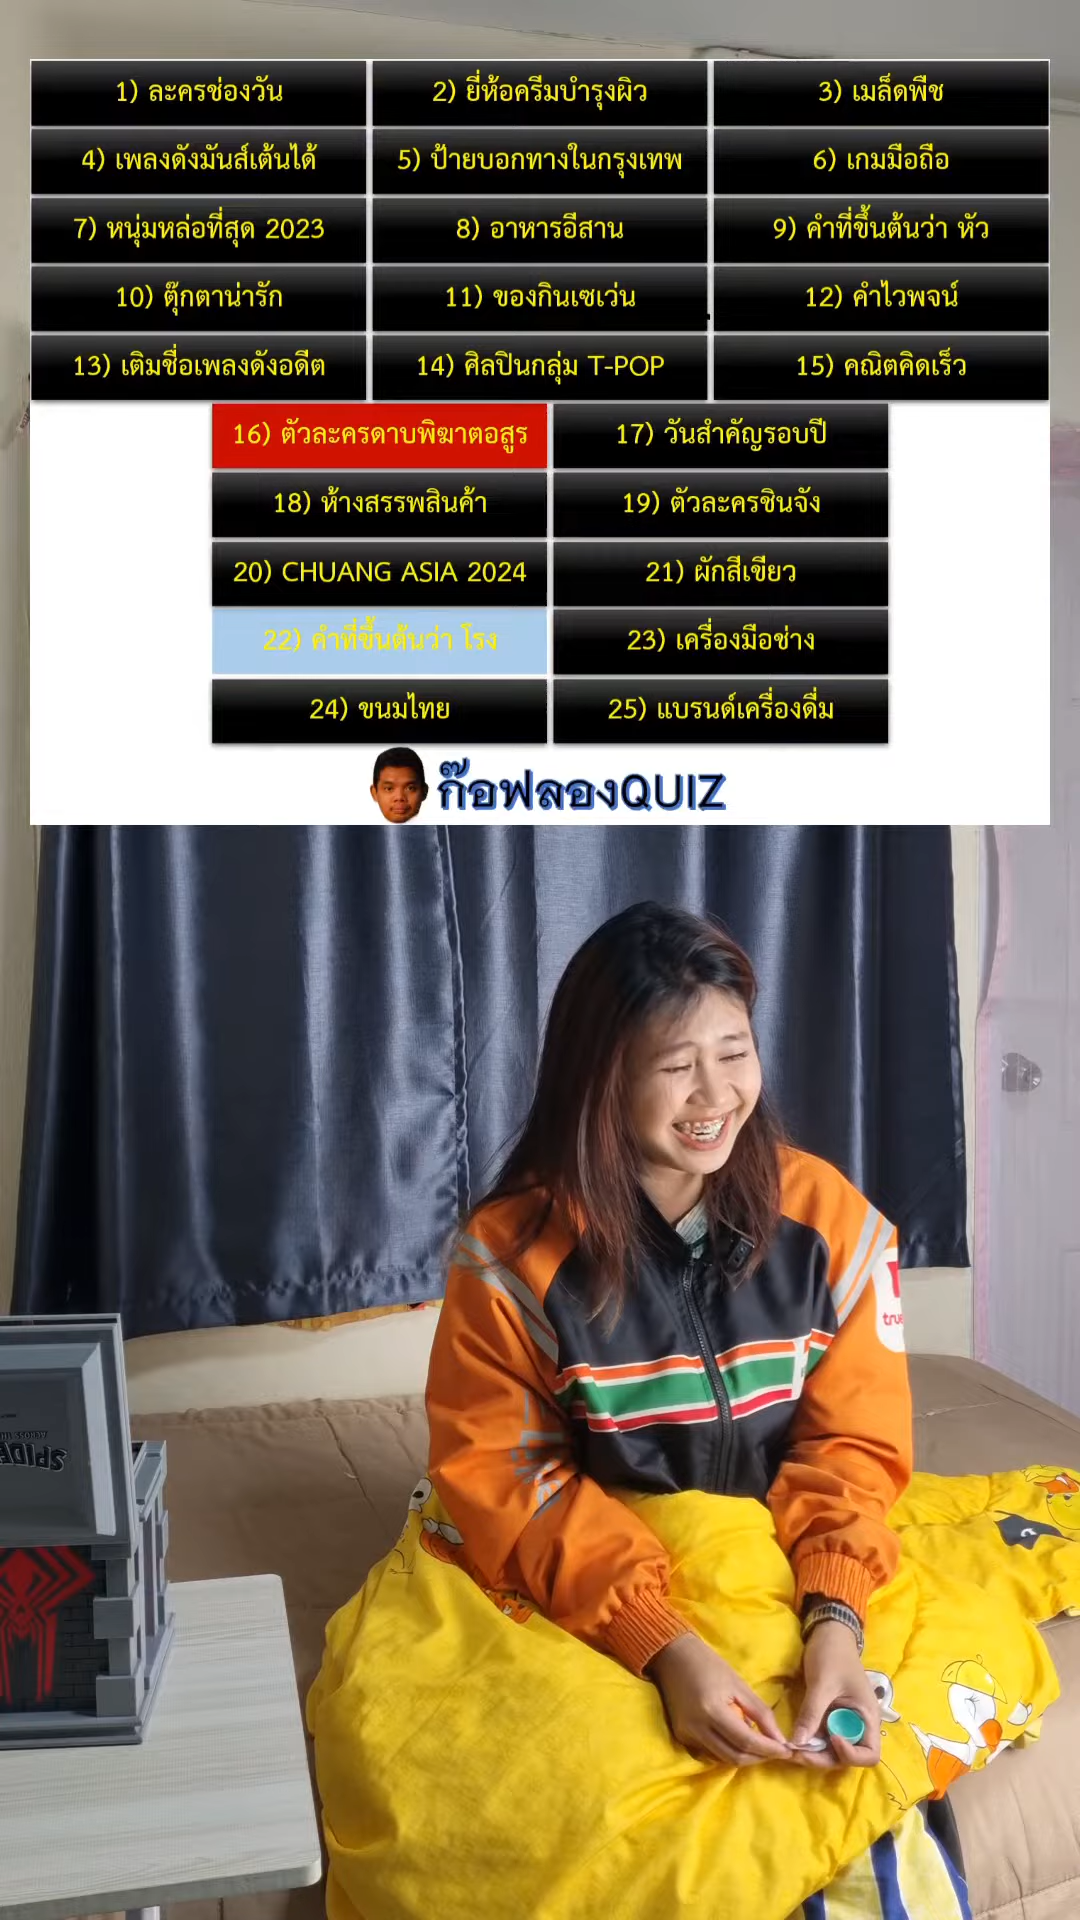 1) ละครช่องวัน
2) ยี่ห้อครีมบำรุงผิว
3) เมล็ดพืช
4) เพลงดังมันส์เต้นได้
5) ป้ายบอกทางในกรุงเทพ
6) เกมมือถือ
7) หนุ่มหล่อที่สุด 2023
8) อาหารอีสาน
9) คำที่ขึ้นต้นว่า หัว
10) ตุ๊กตาน่ารัก
11) ของกินเซเว่น
12) คำไวพจน์
13) เติมชื่อเพลงดังอดีต
14) ศิลปินกลุ่ม T-POP
15) คณิตคิดเร็ว
16) ตัวละครดาบพิฆาตอสูร
17) วันสำคัญรอบปี
18) ห้างสรรพสินค้า
19) ตัวละครชินจัง
20) CHUANG ASIA 2024
21) ผักสีเขียว
22) คำที่ขึ้นต้นว่า โรง
23) เครื่องมือช่าง
24) ขนมไทย
25) แบรนด์เครื่องดื่ม
ก๊อฟลองQUIZ
true